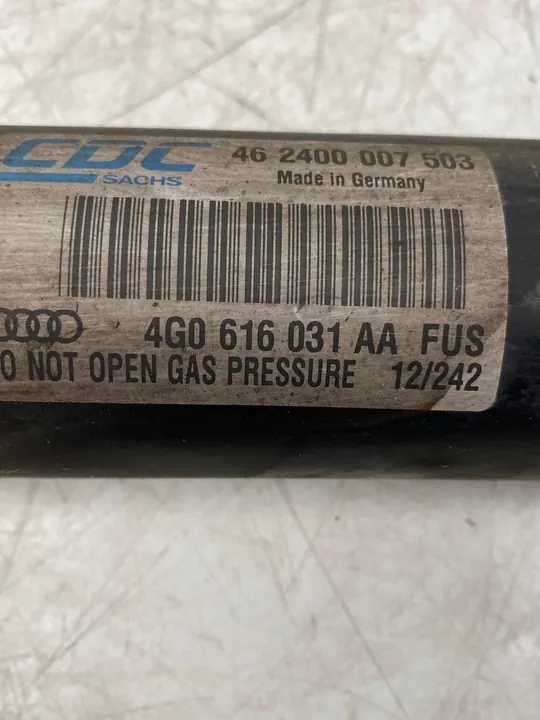 CDC 46 2400 007 503
SACHS Made in Germany
4G0 616 031 AA FUS
O NOT OPEN GAS PRESSURE 12/242